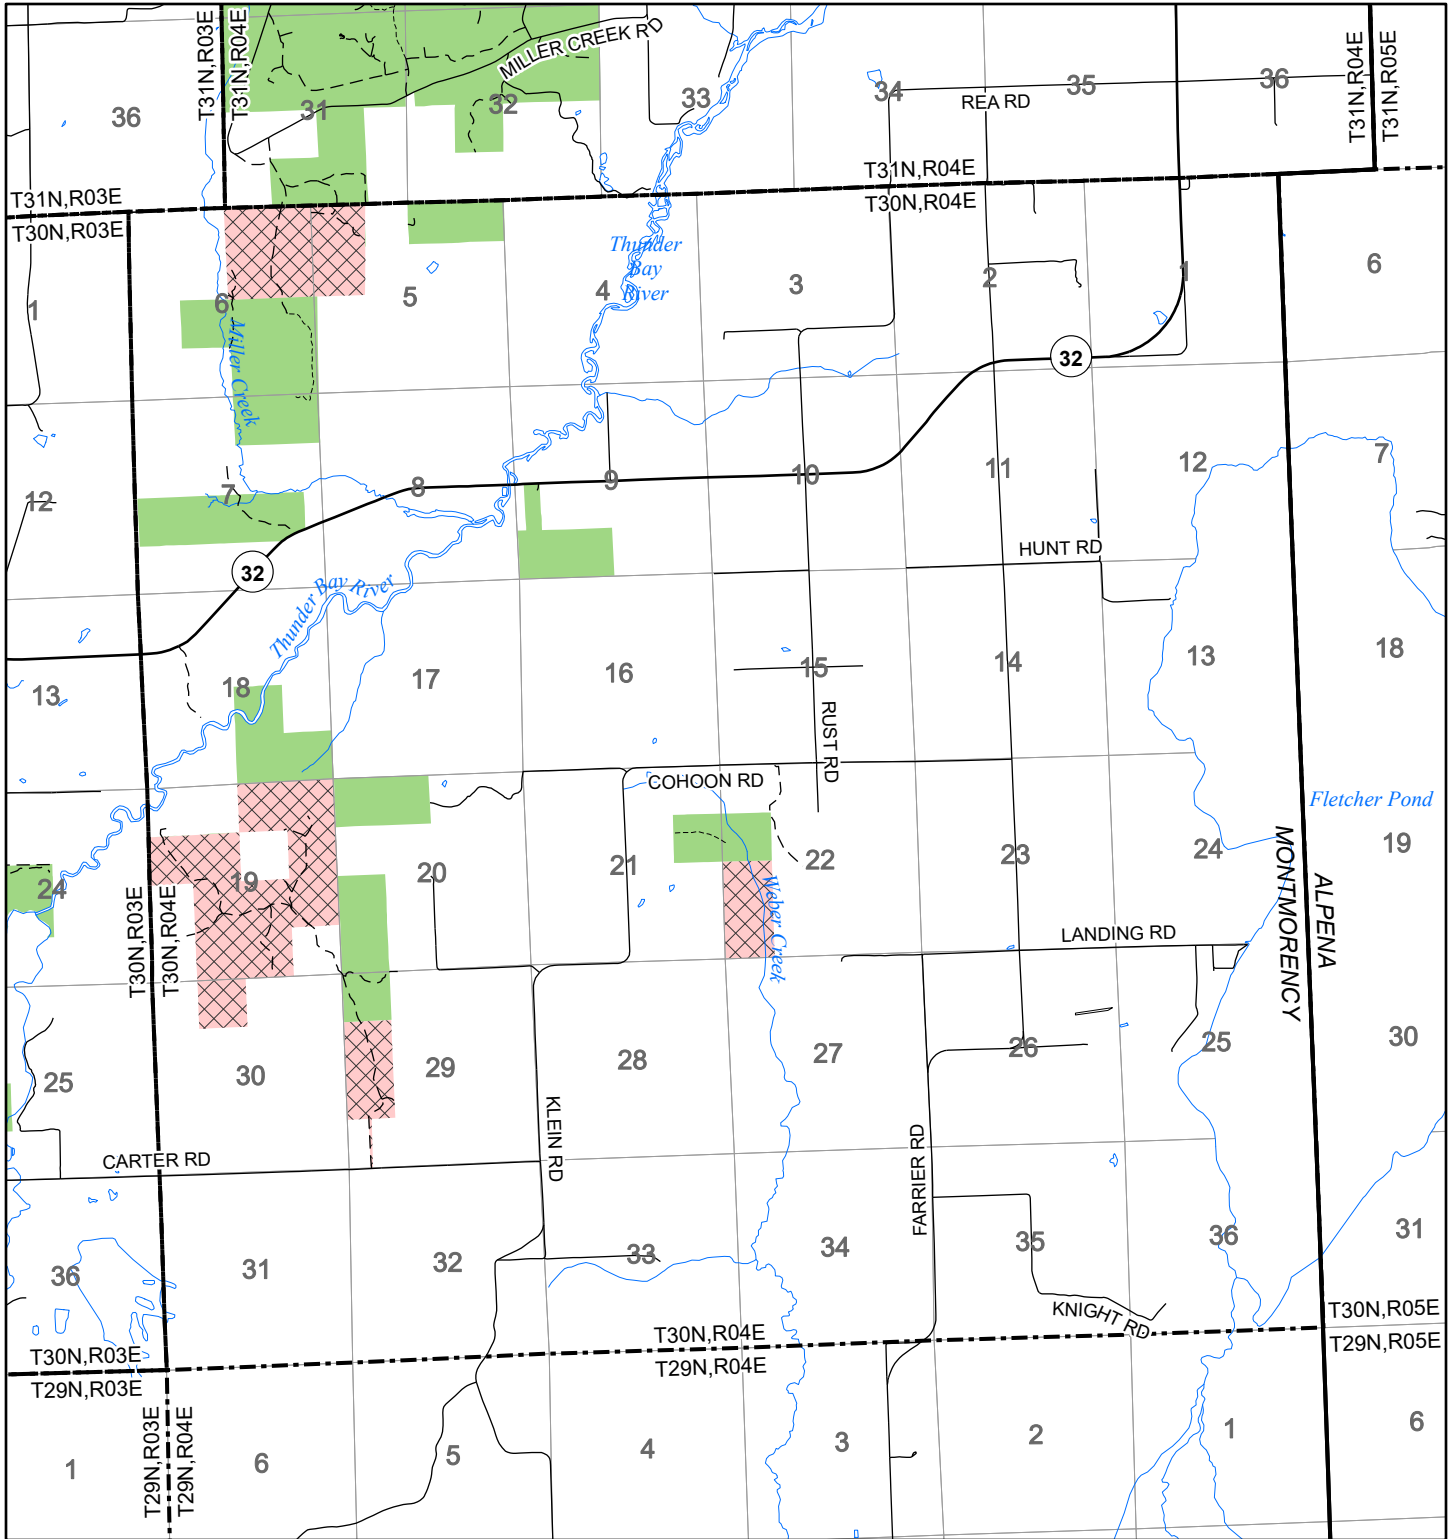 T31N,R03E
T31N,R04E
MILLER CREEK RD
T31N,R04E
T31N,R05E
36
31
32
33
34
35
36
REA RD
T31N,R03E
T30N,R03E
T31N,R04E
T30N,R04E
Thunder
Bay
River
1
6
5
4
3
2
1
6
Miller Creek
32
12
7
8
9
10
11
12
7
32
HUNT RD
Thunder Bay River
13
18
17
16
15
14
13
18
RUST RD
COHOON RD
Fletcher Pond
24
19
20
21
22
23
24
19
T30N,R03E
T30N,R04E
Weber Creek
LANDING RD
MONTMORENCY
ALPENA
25
30
29
28
27
26
25
30
KLEIN RD
FARRIER RD
CARTER RD
36
31
32
33
34
35
36
31
KNIGHT RD
T30N,R03E
T29N,R03E
T30N,R04E
T29N,R04E
T30N,R05E
T29N,R05E
T29N,R03E
T29N,R04E
1
6
5
4
3
2
1
6